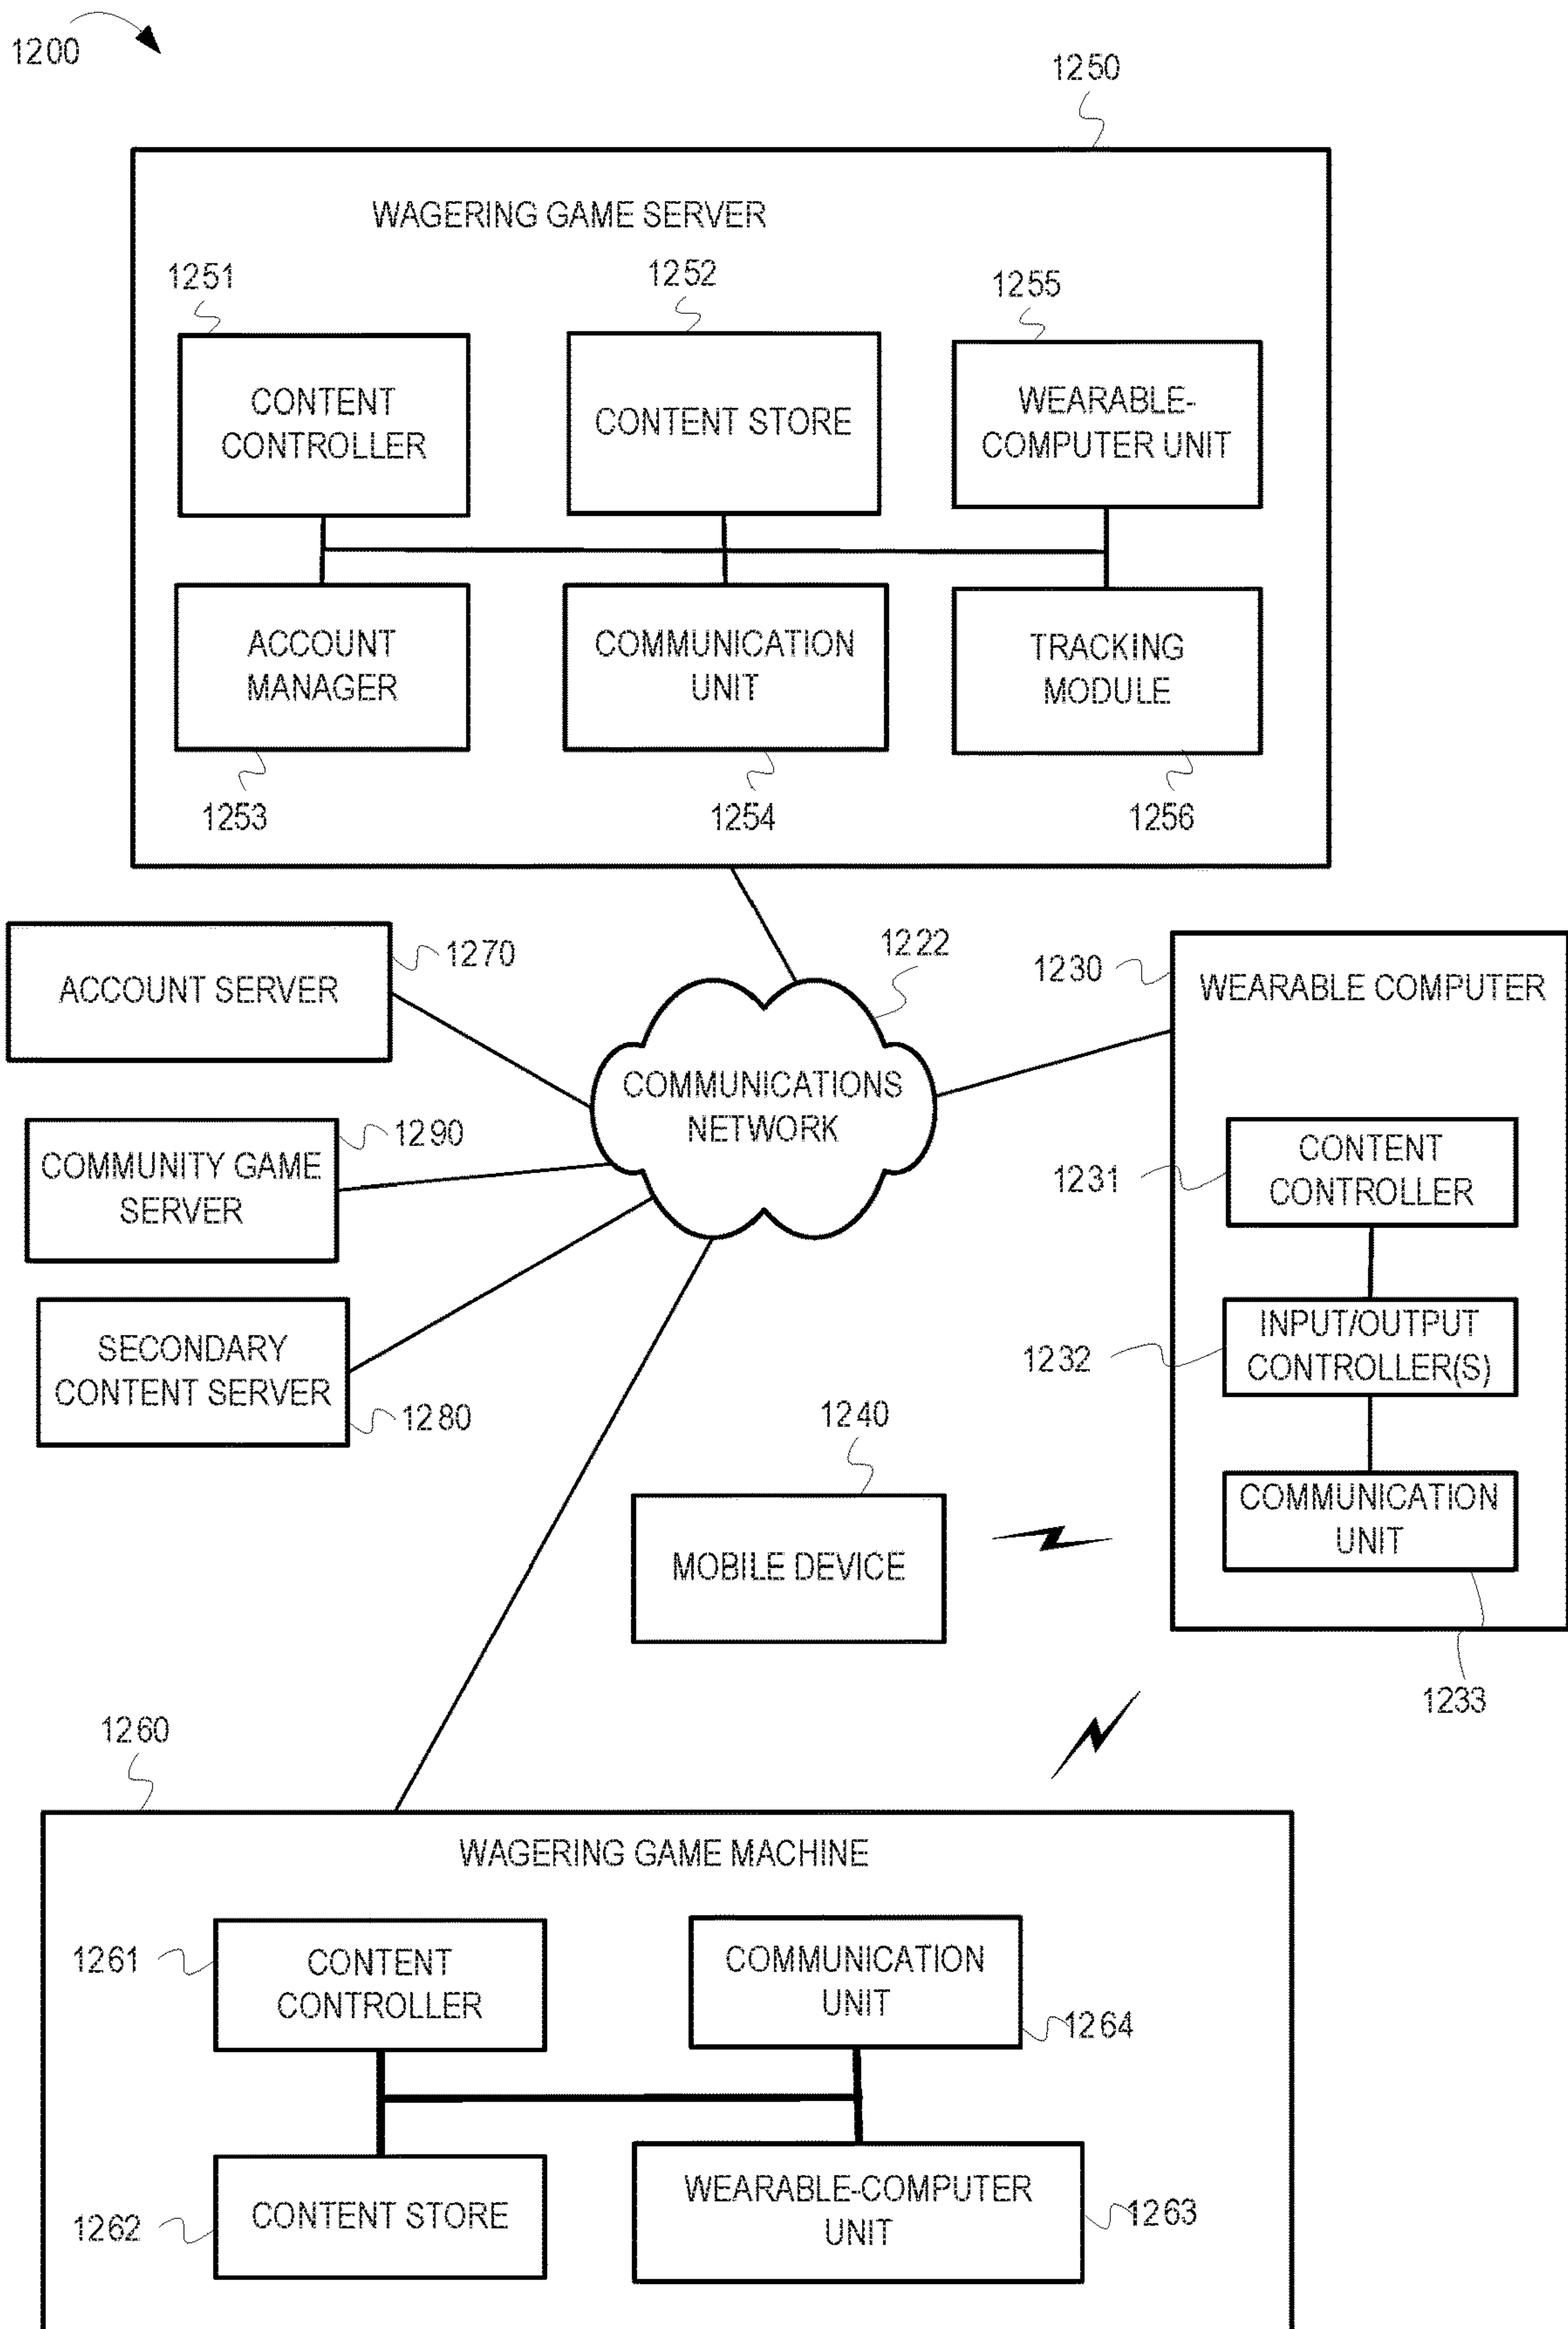 1200
1250
WAGERING GAME SERVER
1251
1252
1255
CONTENT
CONTROLLER
CONTENT STORE
WEARABLE-
COMPUTER UNIT
ACCOUNT
MANAGER
COMMUNICATION
UNIT
TRACKING
MODULE
1253
1254
1256
ACCOUNT SERVER
1270
1222
1230
WEARABLE COMPUTER
COMMUNICATIONS
NETWORK
COMMUNITY GAME
SERVER
1290
1231
CONTENT
CONTROLLER
SECONDARY
CONTENT SERVER
1280
1232
INPUT/OUTPUT
CONTROLLER(S)
1240
MOBILE DEVICE
COMMUNICATION
UNIT
1233
1260
WAGERING GAME MACHINE
1261
CONTENT
CONTROLLER
COMMUNICATION
UNIT
1264
1262
CONTENT STORE
WEARABLE-COMPUTER
UNIT
1263